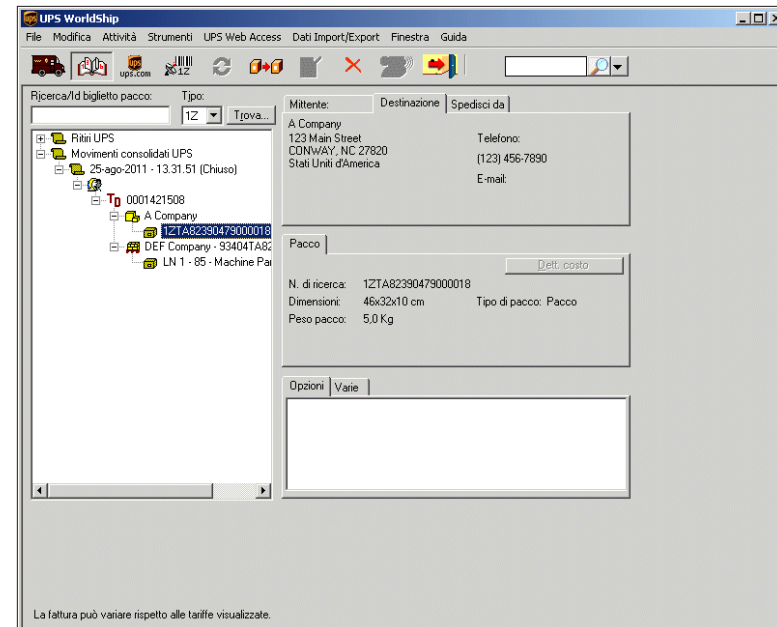 UPS WorldShip
File Modifica Attività Strumenti UPS Web Access Dati Import/Export Finestra Guida
ups.com 1Z
Ricerca/Id biglietto pacco: Tipo:
1Z Trova...
Ritiri UPS
Movimenti consolidati UPS
25-ago-2011 - 13.31.51 (Chiuso)
TD 0001421508
A Company
1ZTA82390479000018
DEF Company - 93404TA82
LN 1 - 85 - Machine Pa
Mittente: Destinazione Spedisci da
A Company
123 Main Street
CONWAY, NC 27820
Stati Uniti d'America
Telefono:
(123) 456-7890
E-mail:
Pacco
Dett. costo
N. di ricerca: 1ZTA82390479000018
Dimensioni: 46x32x10 cm Tipo di pacco: Pacco
Peso pacco: 5,0 Kg
Opzioni Varie
La fattura può variare rispetto alle tariffe visualizzate.